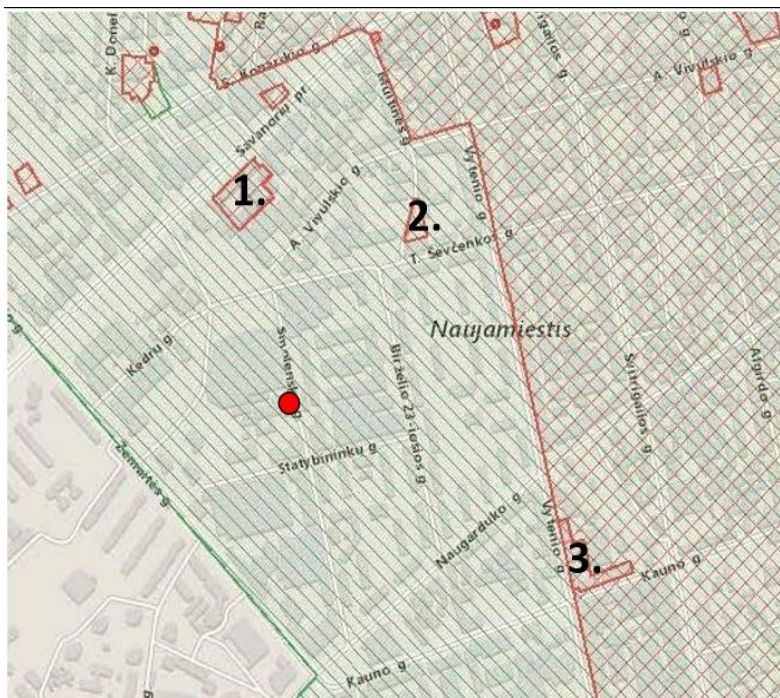 K. Donel
S. Konarskio g
A. Vivulskio g
Savanorių pr.
Vytenio g
1.
2.
A. Vivulskio g
T. Ševčenkos g
Naujamiestis
Kedrų g
Smolensko g
Birželio 23-iosios g
Švitrigailos g
Algirdo g
Statybininkų g
Žemaitės g
Naugarduko g
Vytenio g
3.
Kauno g
Kauno g